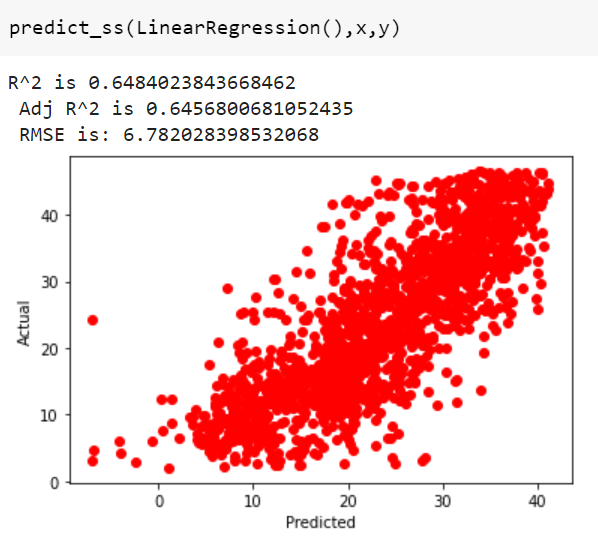 predict_ss(LinearRegression(),x,y)
R^2 is 0.6484023843668462
Adj R^2 is 0.6456800681052435
RMSE is: 6.782028398532068
40
30
20
10
0
Actual
0 10 20 30 40
Predicted